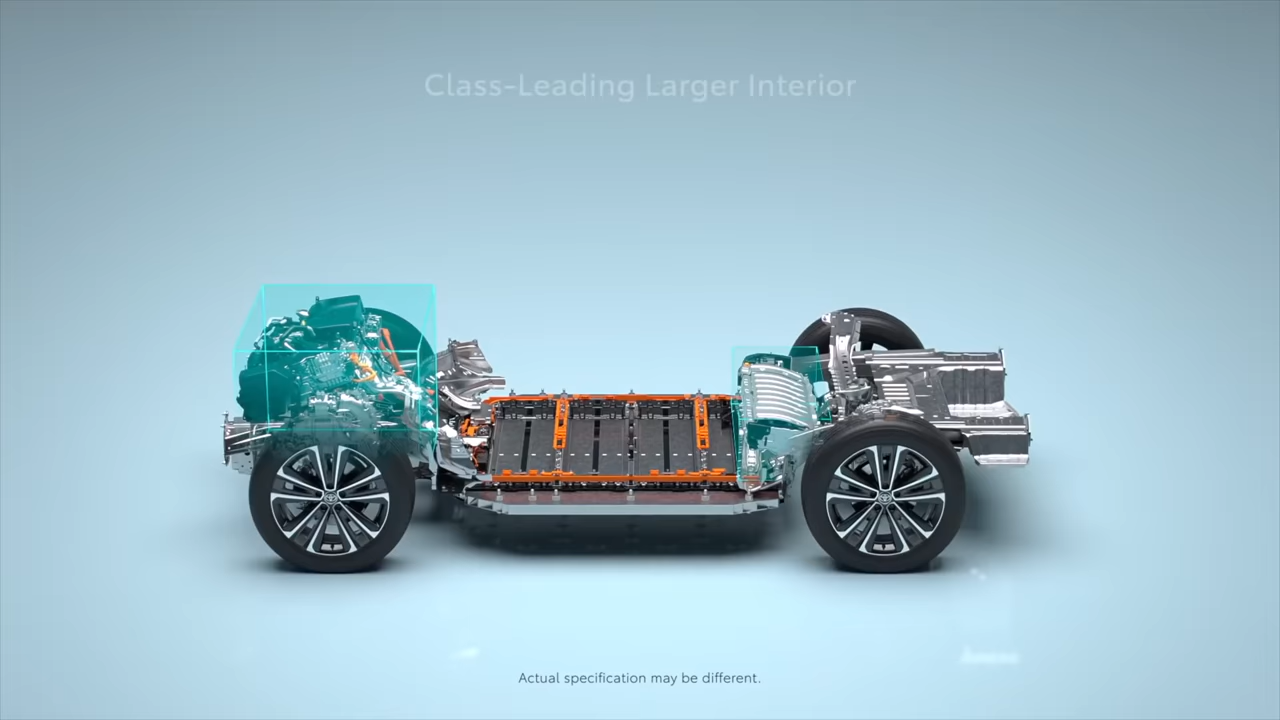 Class-Leading Larger Interior
Actual specification may be different.